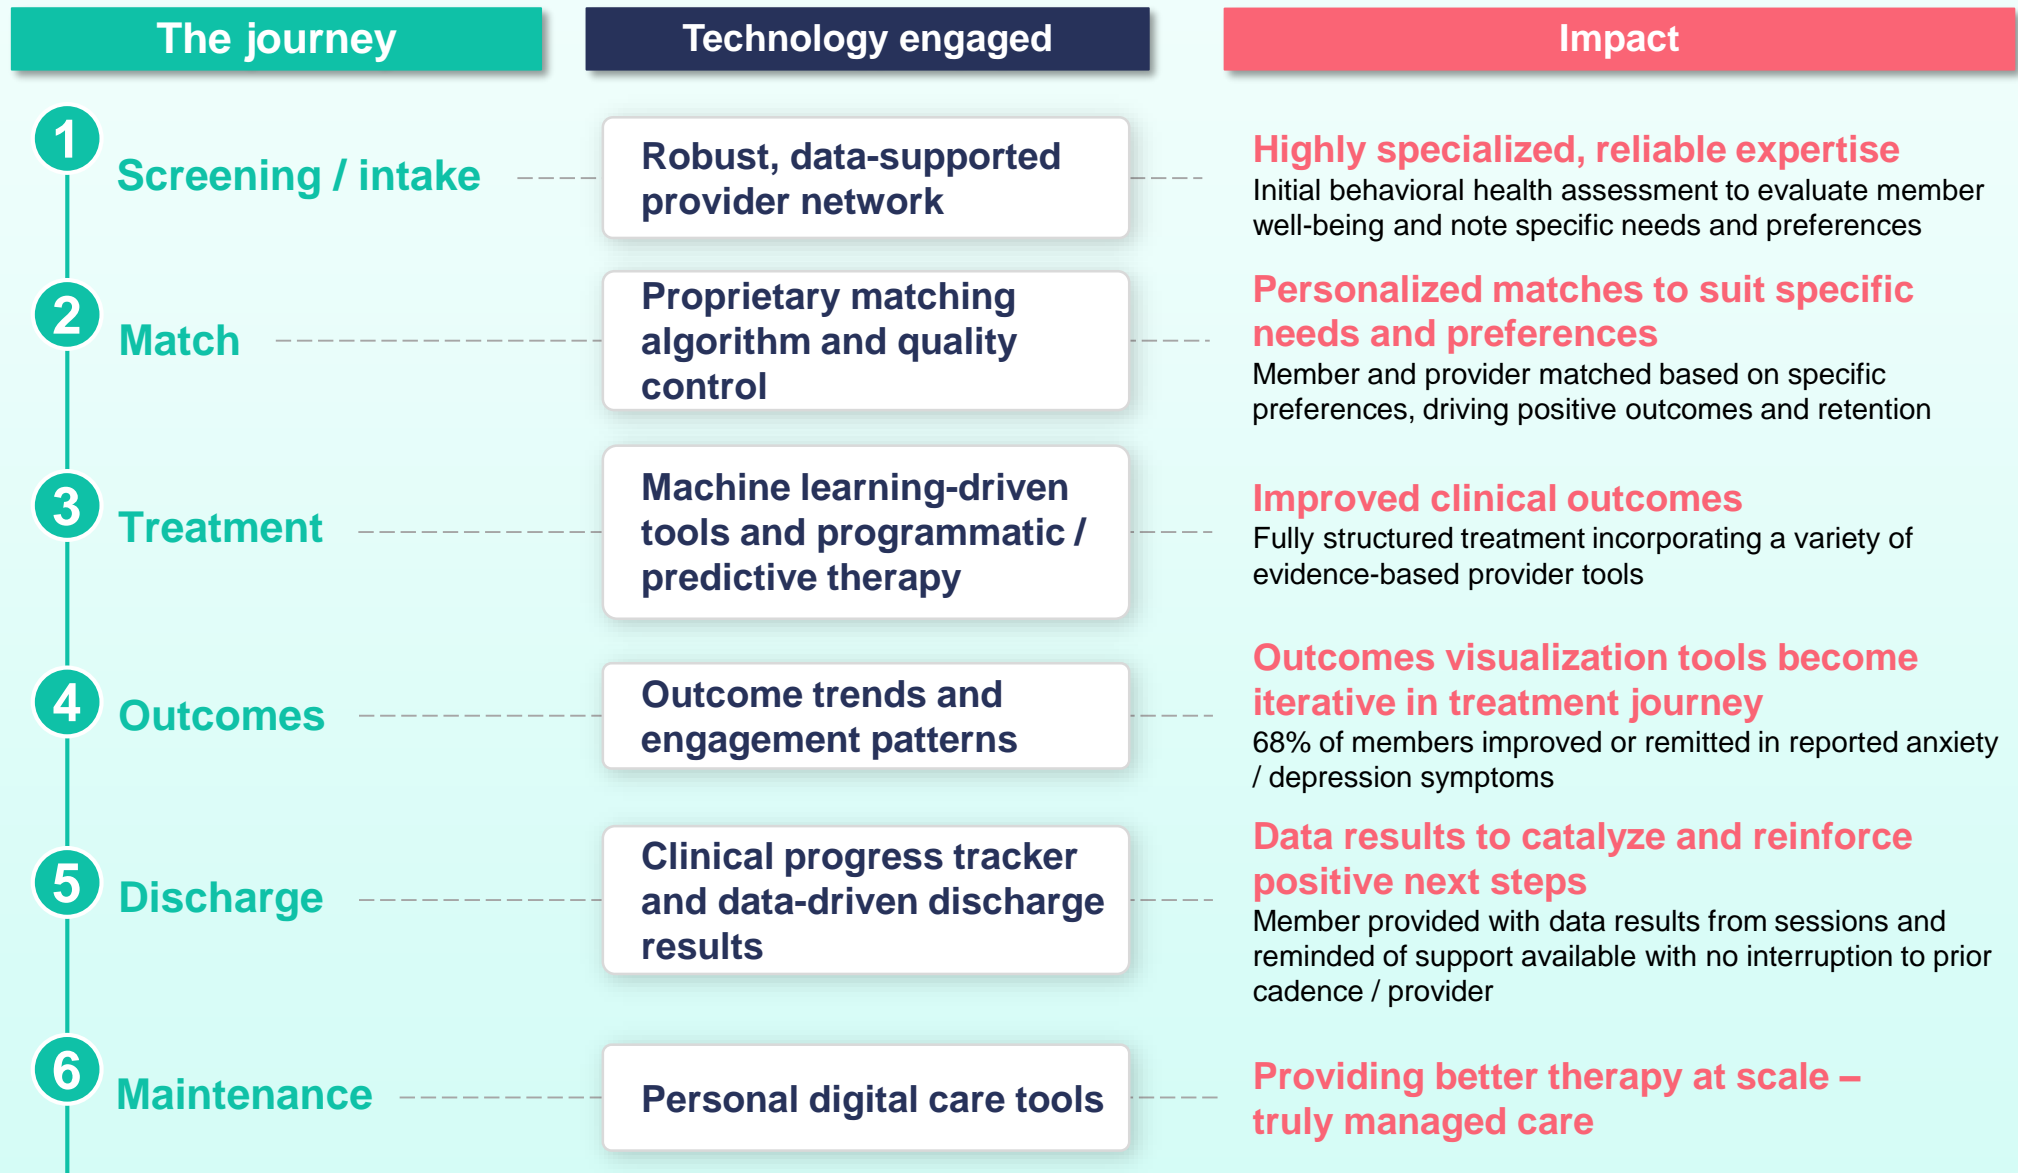 The journey
Technology engaged
Impact
1
Screening / intake
Robust, data-supported
provider network
Highly specialized, reliable expertise
Initial behavioral health assessment to evaluate member
well-being and note specific needs and preferences
2
Match
Proprietary matching
algorithm and quality
control
Personalized matches to suit specific
needs and preferences
Member and provider matched based on specific
preferences, driving positive outcomes and retention
3
Treatment
Machine learning-driven
tools and programmatic /
predictive therapy
Improved clinical outcomes
Fully structured treatment incorporating a variety of
evidence-based provider tools
4
Outcomes
Outcome trends and
engagement patterns
Outcomes visualization tools become
iterative in treatment journey
68% of members improved or remitted in reported anxiety
/ depression symptoms
5
Discharge
Clinical progress tracker
and data-driven discharge
results
Data results to catalyze and reinforce
positive next steps
Member provided with data results from sessions and
reminded of support available with no interruption to prior
cadence / provider
6
Maintenance
Personal digital care tools
Providing better therapy at scale –
truly managed care